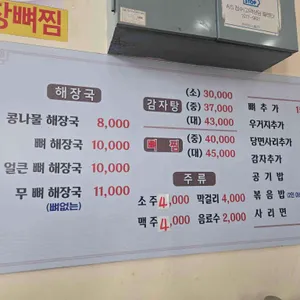 장뼈찜
해장국
콩나물 해장국 8,000
뼈 해장국 10,000
얼큰 뼈 해장국 10,000
무 뼈 해장국 11,000
(뼈없는)
감자탕
(소) 30,000
(중) 37,000
(대) 43,000
(중) 40,000
(대) 45,000
주류
소주 4,000 막걸리 4,000
맥주 4,000 음료수 2,000
뼈추가
우거지추가
당면사리추가
감자추가
공기밥
볶음밥
사리면